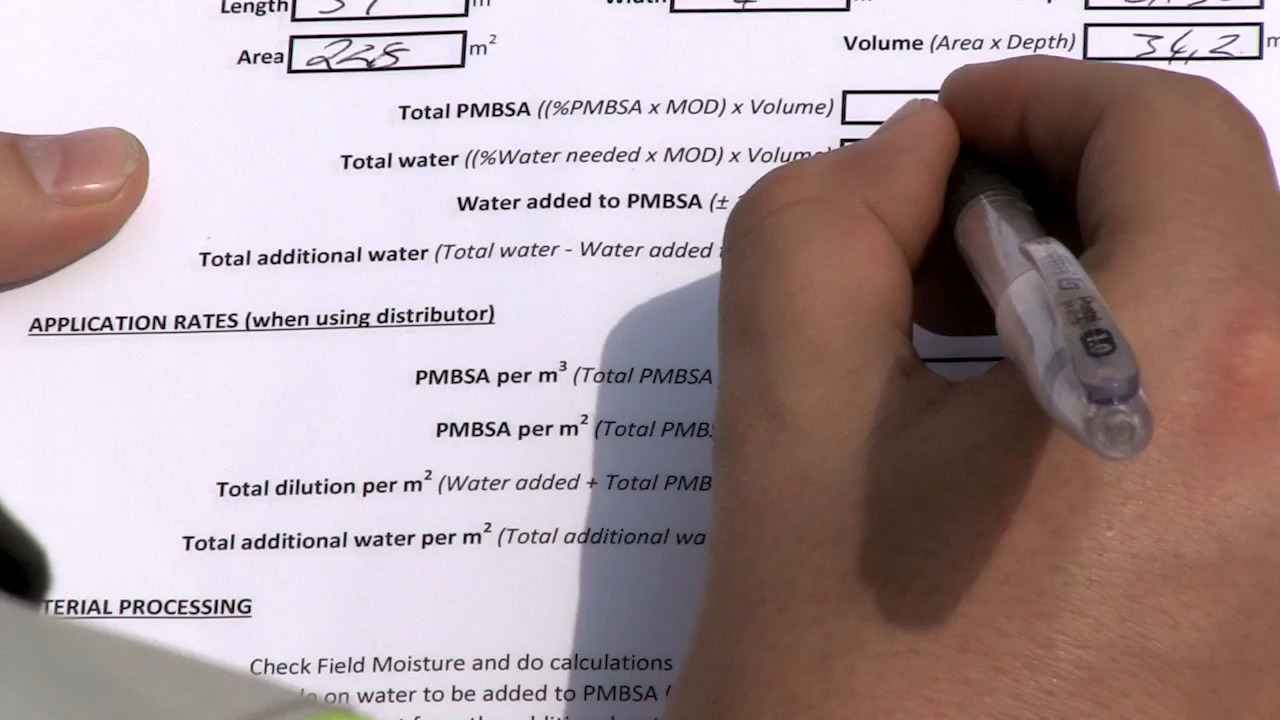 Length m Width
Area 228 m² Volume (Area x Depth) 34,2 m
Total PMBSA ((%PMBSA x MOD) x Volume)
Total water ((%Water needed x MOD) x Volume)
Water added to PMBSA (±
Total additional water (Total water - Water added
APPLICATION RATES (when using distributor)
PMBSA per m³ (Total PMBSA
PMBSA per m² (Total PMBS
Total dilution per m² (Water added + Total PMB
Total additional water per m² (Total additional wa
TERIAL PROCESSING
Check Field Moisture and do calculations
on water to be added to PMBSA (